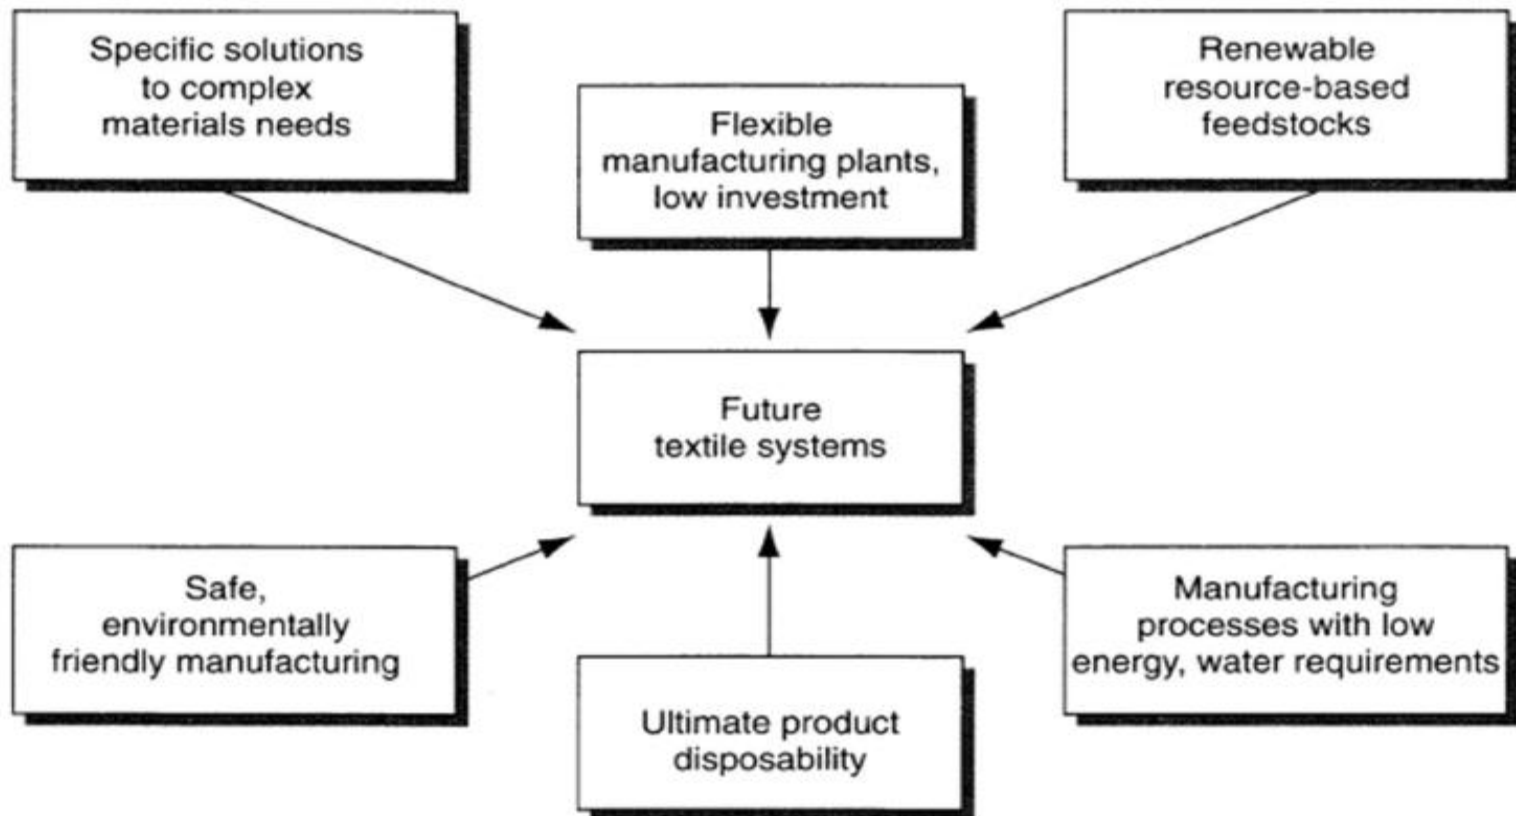 Specific solutions
to complex
materials needs
Flexible
manufacturing plants,
low investment
Renewable
resource-based
feedstocks
Future
textile systems
Safe,
environmentally
friendly manufacturing
Ultimate product
disposability
Manufacturing
processes with low
energy, water requirements